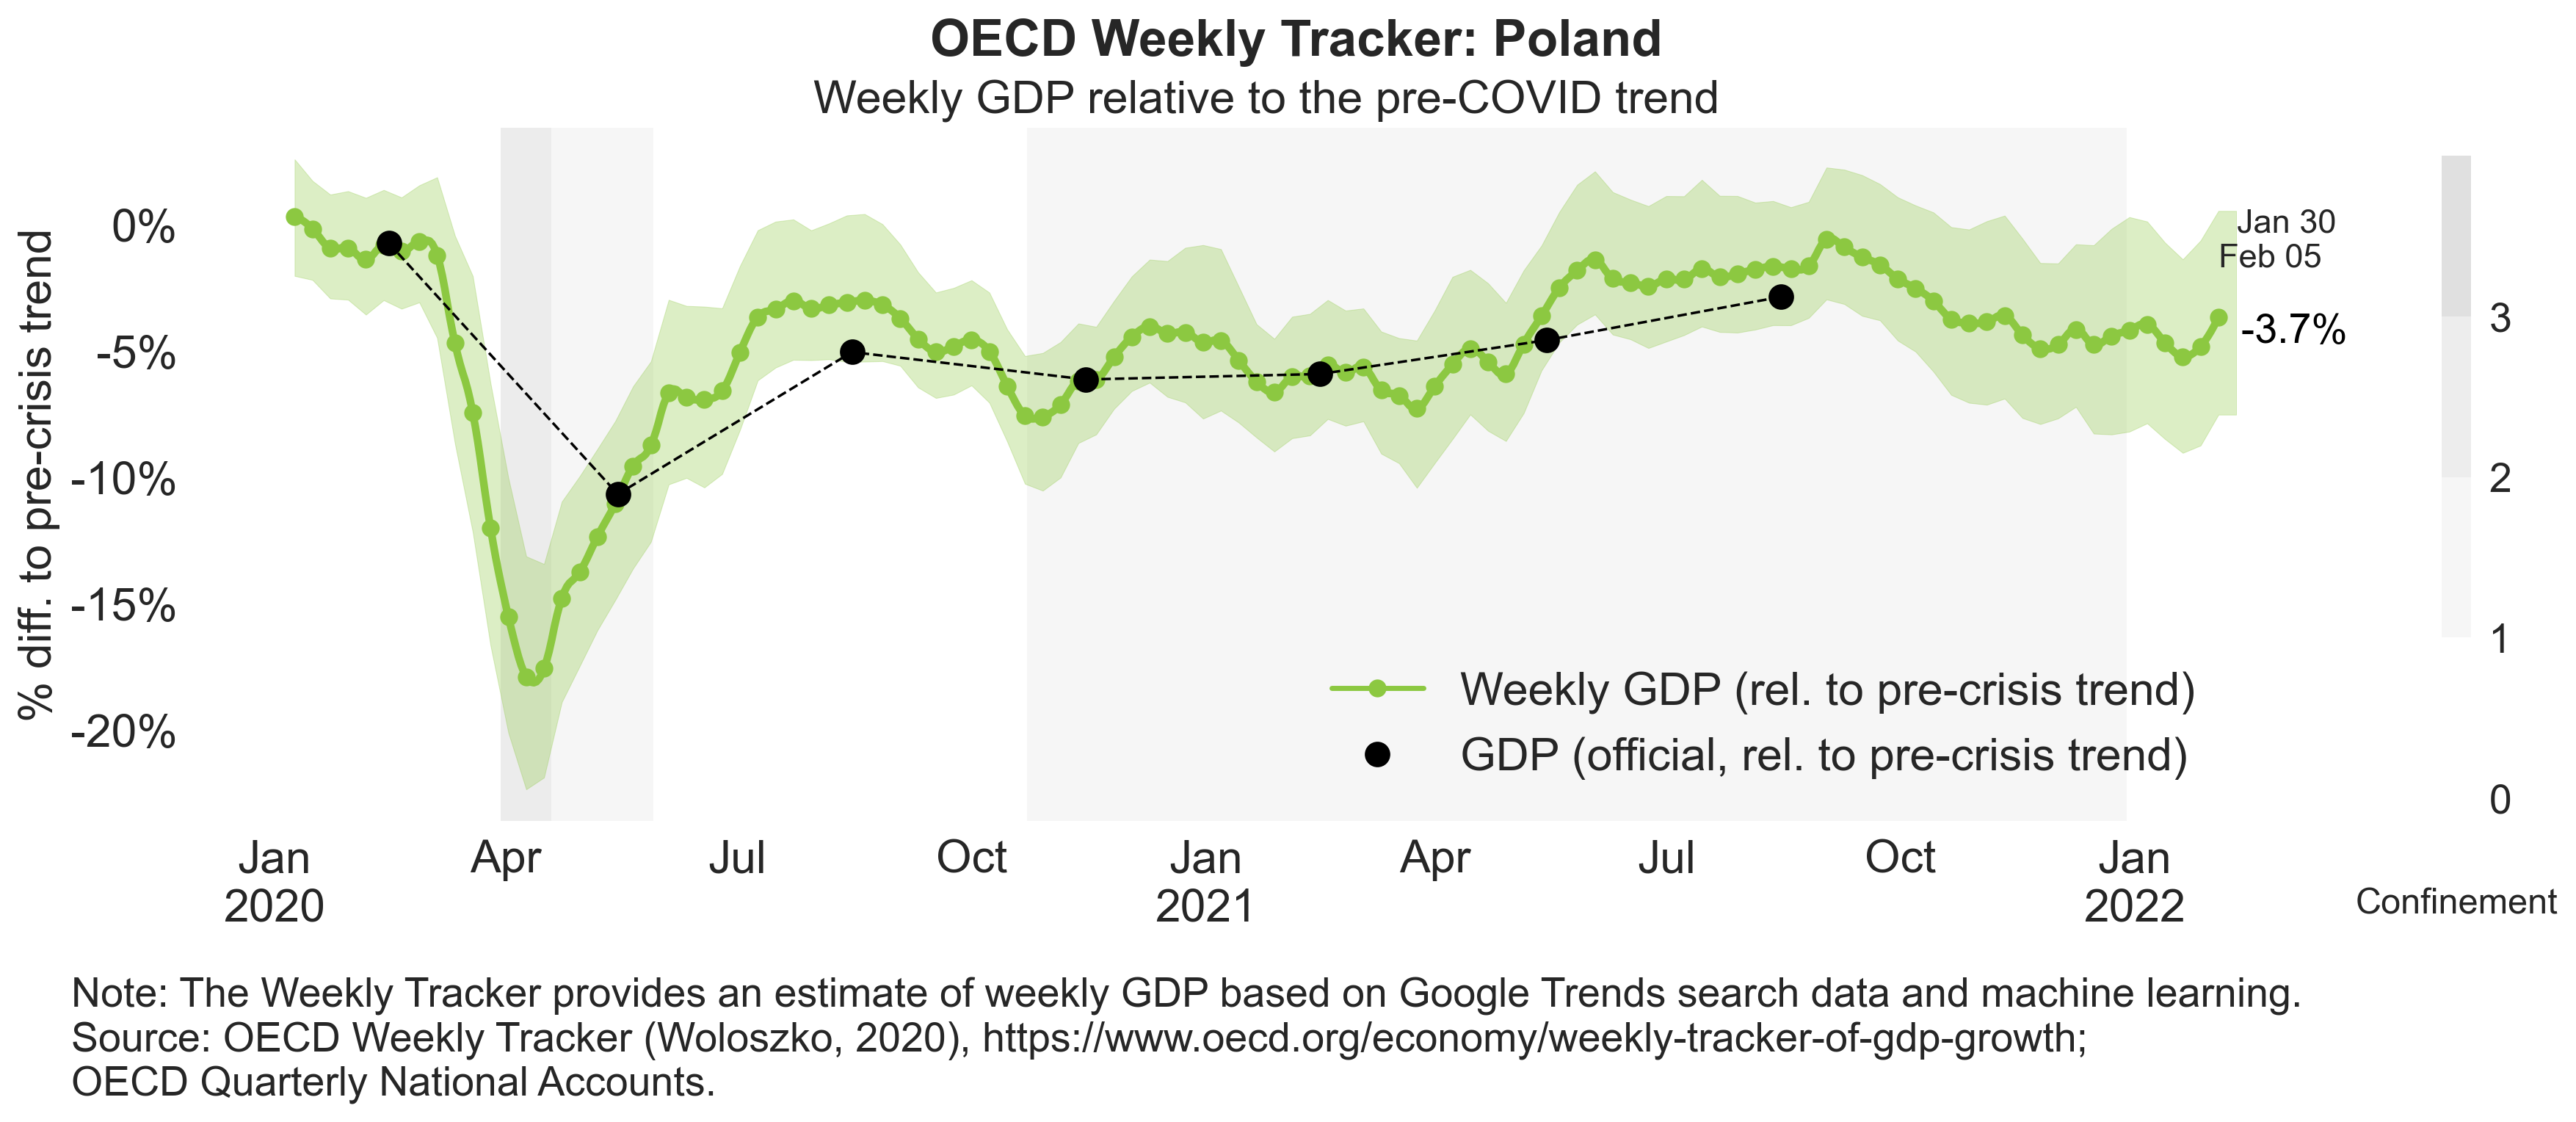 OECD Weekly Tracker: Poland
Weekly GDP relative to the pre-COVID trend
% diff. to pre-crisis trend
0%
-5%
-10%
-15%
-20%
Jan 30
Feb 05
-3.7%
3
2
1
0
Weekly GDP (rel. to pre-crisis trend)
GDP (official, rel. to pre-crisis trend)
Jan Apr Jul Oct Jan Apr Jul Oct Jan
2020 2021 2022
Confinement
Note: The Weekly Tracker provides an estimate of weekly GDP based on Google Trends search data and machine learning.
Source: OECD Weekly Tracker (Woloszko, 2020), https://www.oecd.org/economy/weekly-tracker-of-gdp-growth;
OECD Quarterly National Accounts.